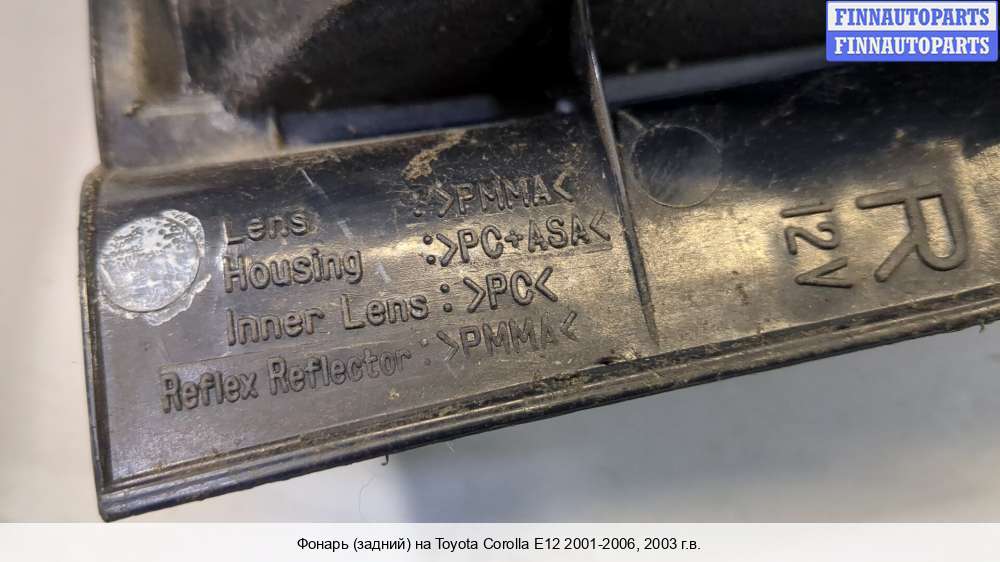 FINNAUTOPARTS
FINNAUTOPARTS
Lens :>PMMA<
Housing :>PC+ASA<
Inner Lens :>PC<
Reflex Reflector :>PMMA<
R
12V
Фонарь (задний) на Toyota Corolla E12 2001-2006, 2003 г.в.